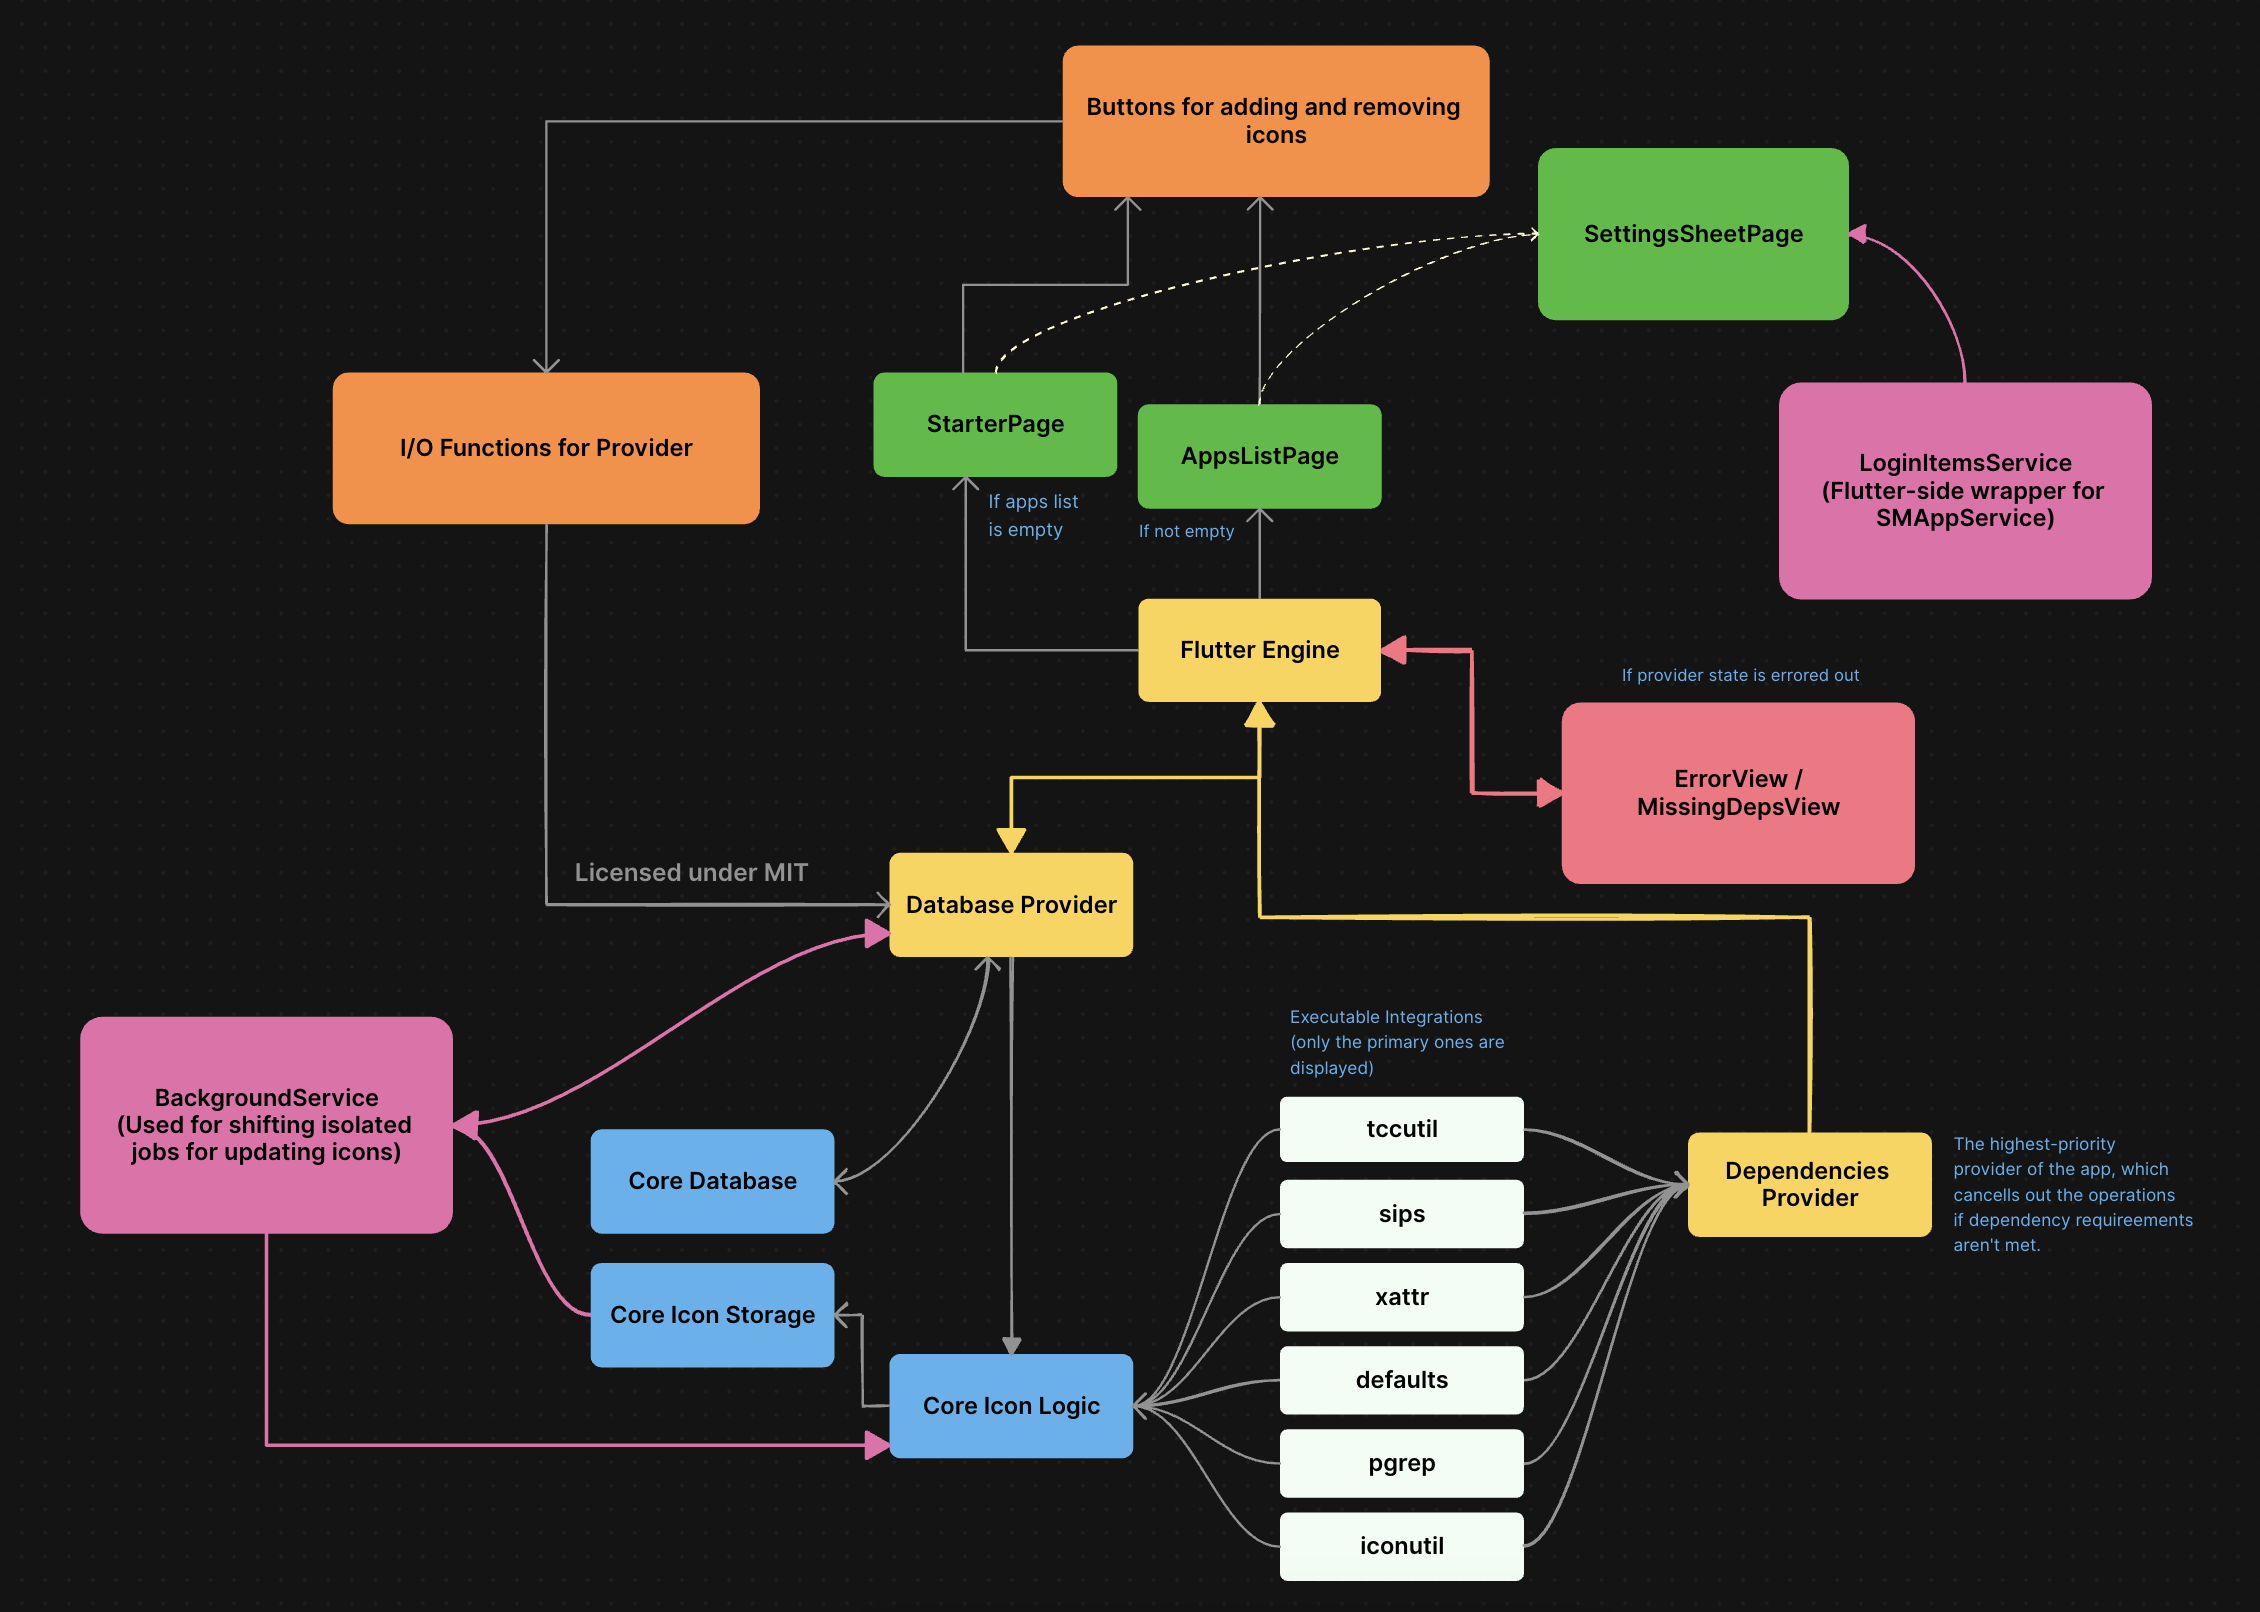 Buttons for adding and removing
icons
SettingsSheetPage
I/O Functions for Provider
StarterPage
AppsListPage
LoginItemsService
(Flutter-side wrapper for
SMAppService)
If apps list
is empty
If not empty
Flutter Engine
If provider state is errored out
ErrorView /
MissingDepsView
Licensed under MIT
Database Provider
BackgroundService
(Used for shifting isolated
jobs for updating icons)
Core Database
Core Icon Storage
Core Icon Logic
Executable Integrations
(only the primary ones are
displayed)
tccutil
sips
xattr
defaults
pgrep
iconutil
Dependencies
Provider
The highest-priority
provider of the app, which
cancells out the operations
if dependency requireements
aren't met.